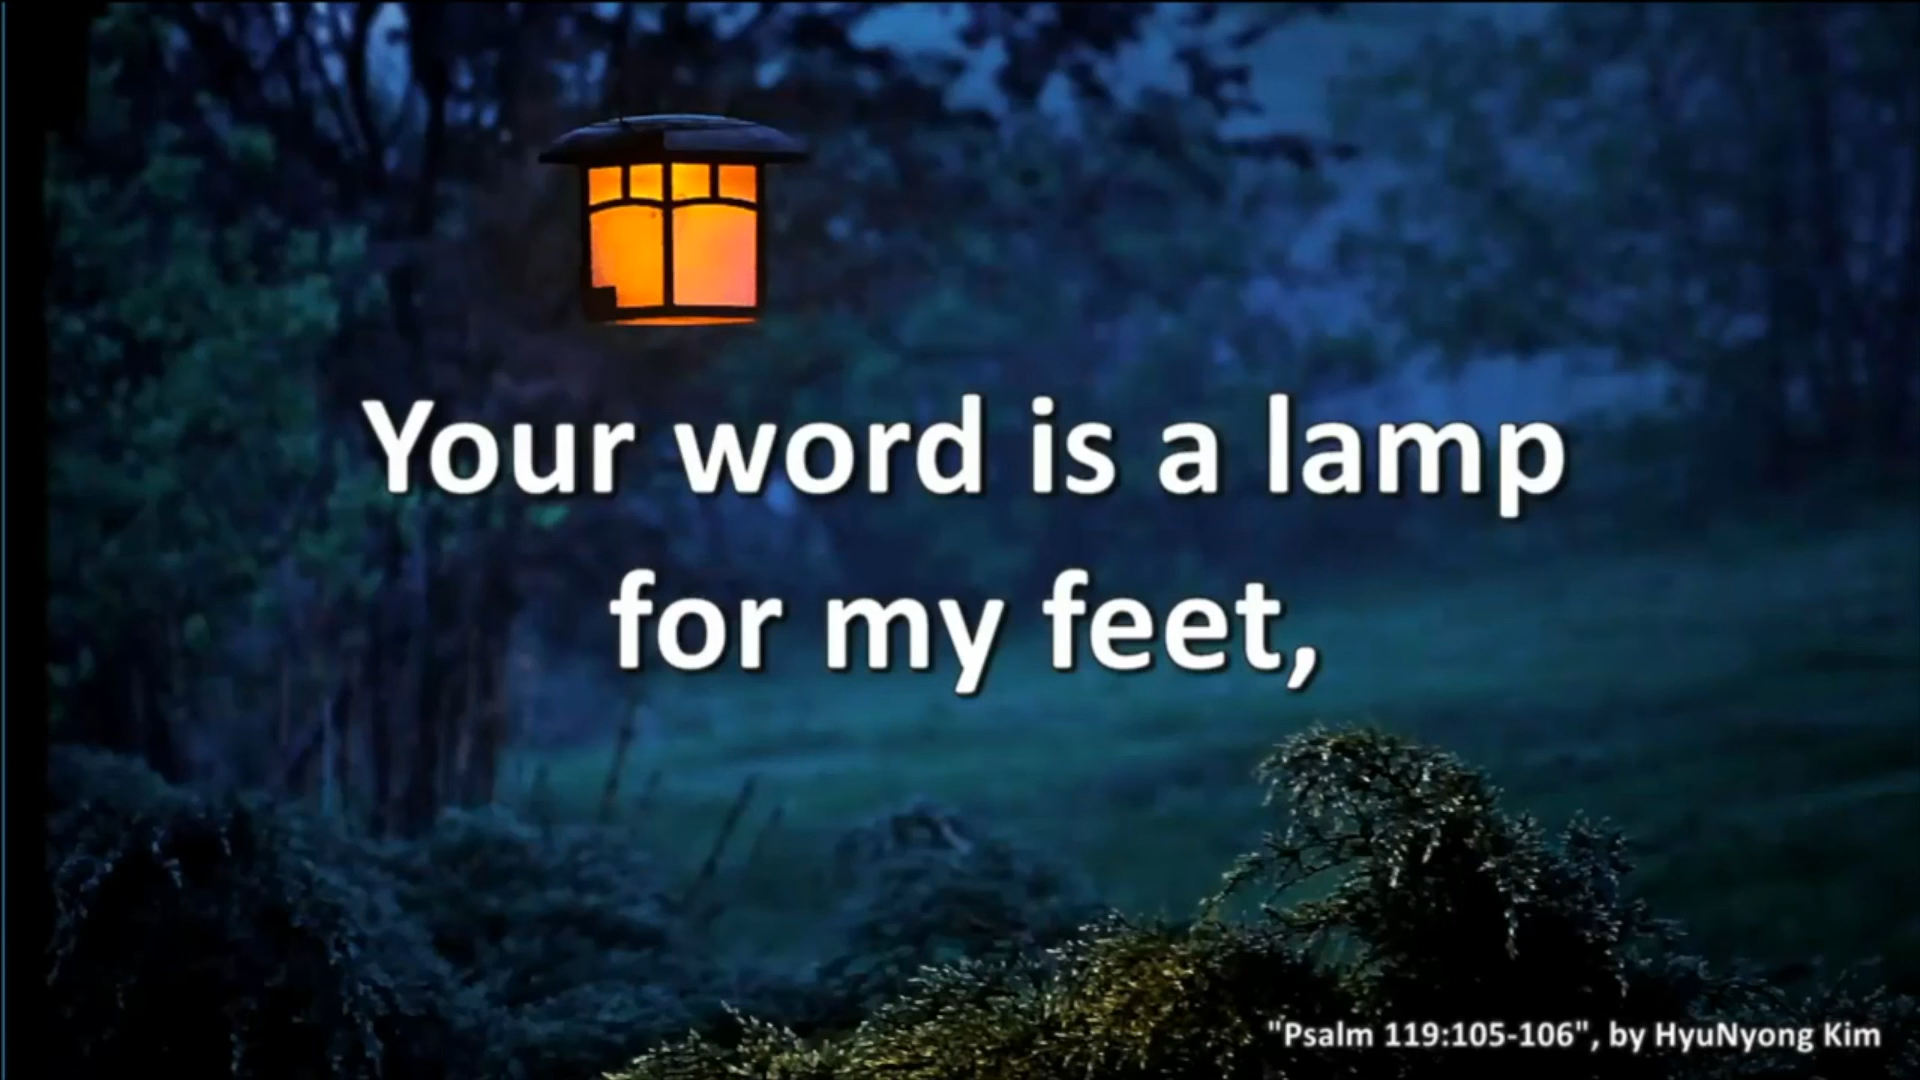 Your word is a lamp
for my feet,
"Psalm 119:105-106", by HyuNyong Kim